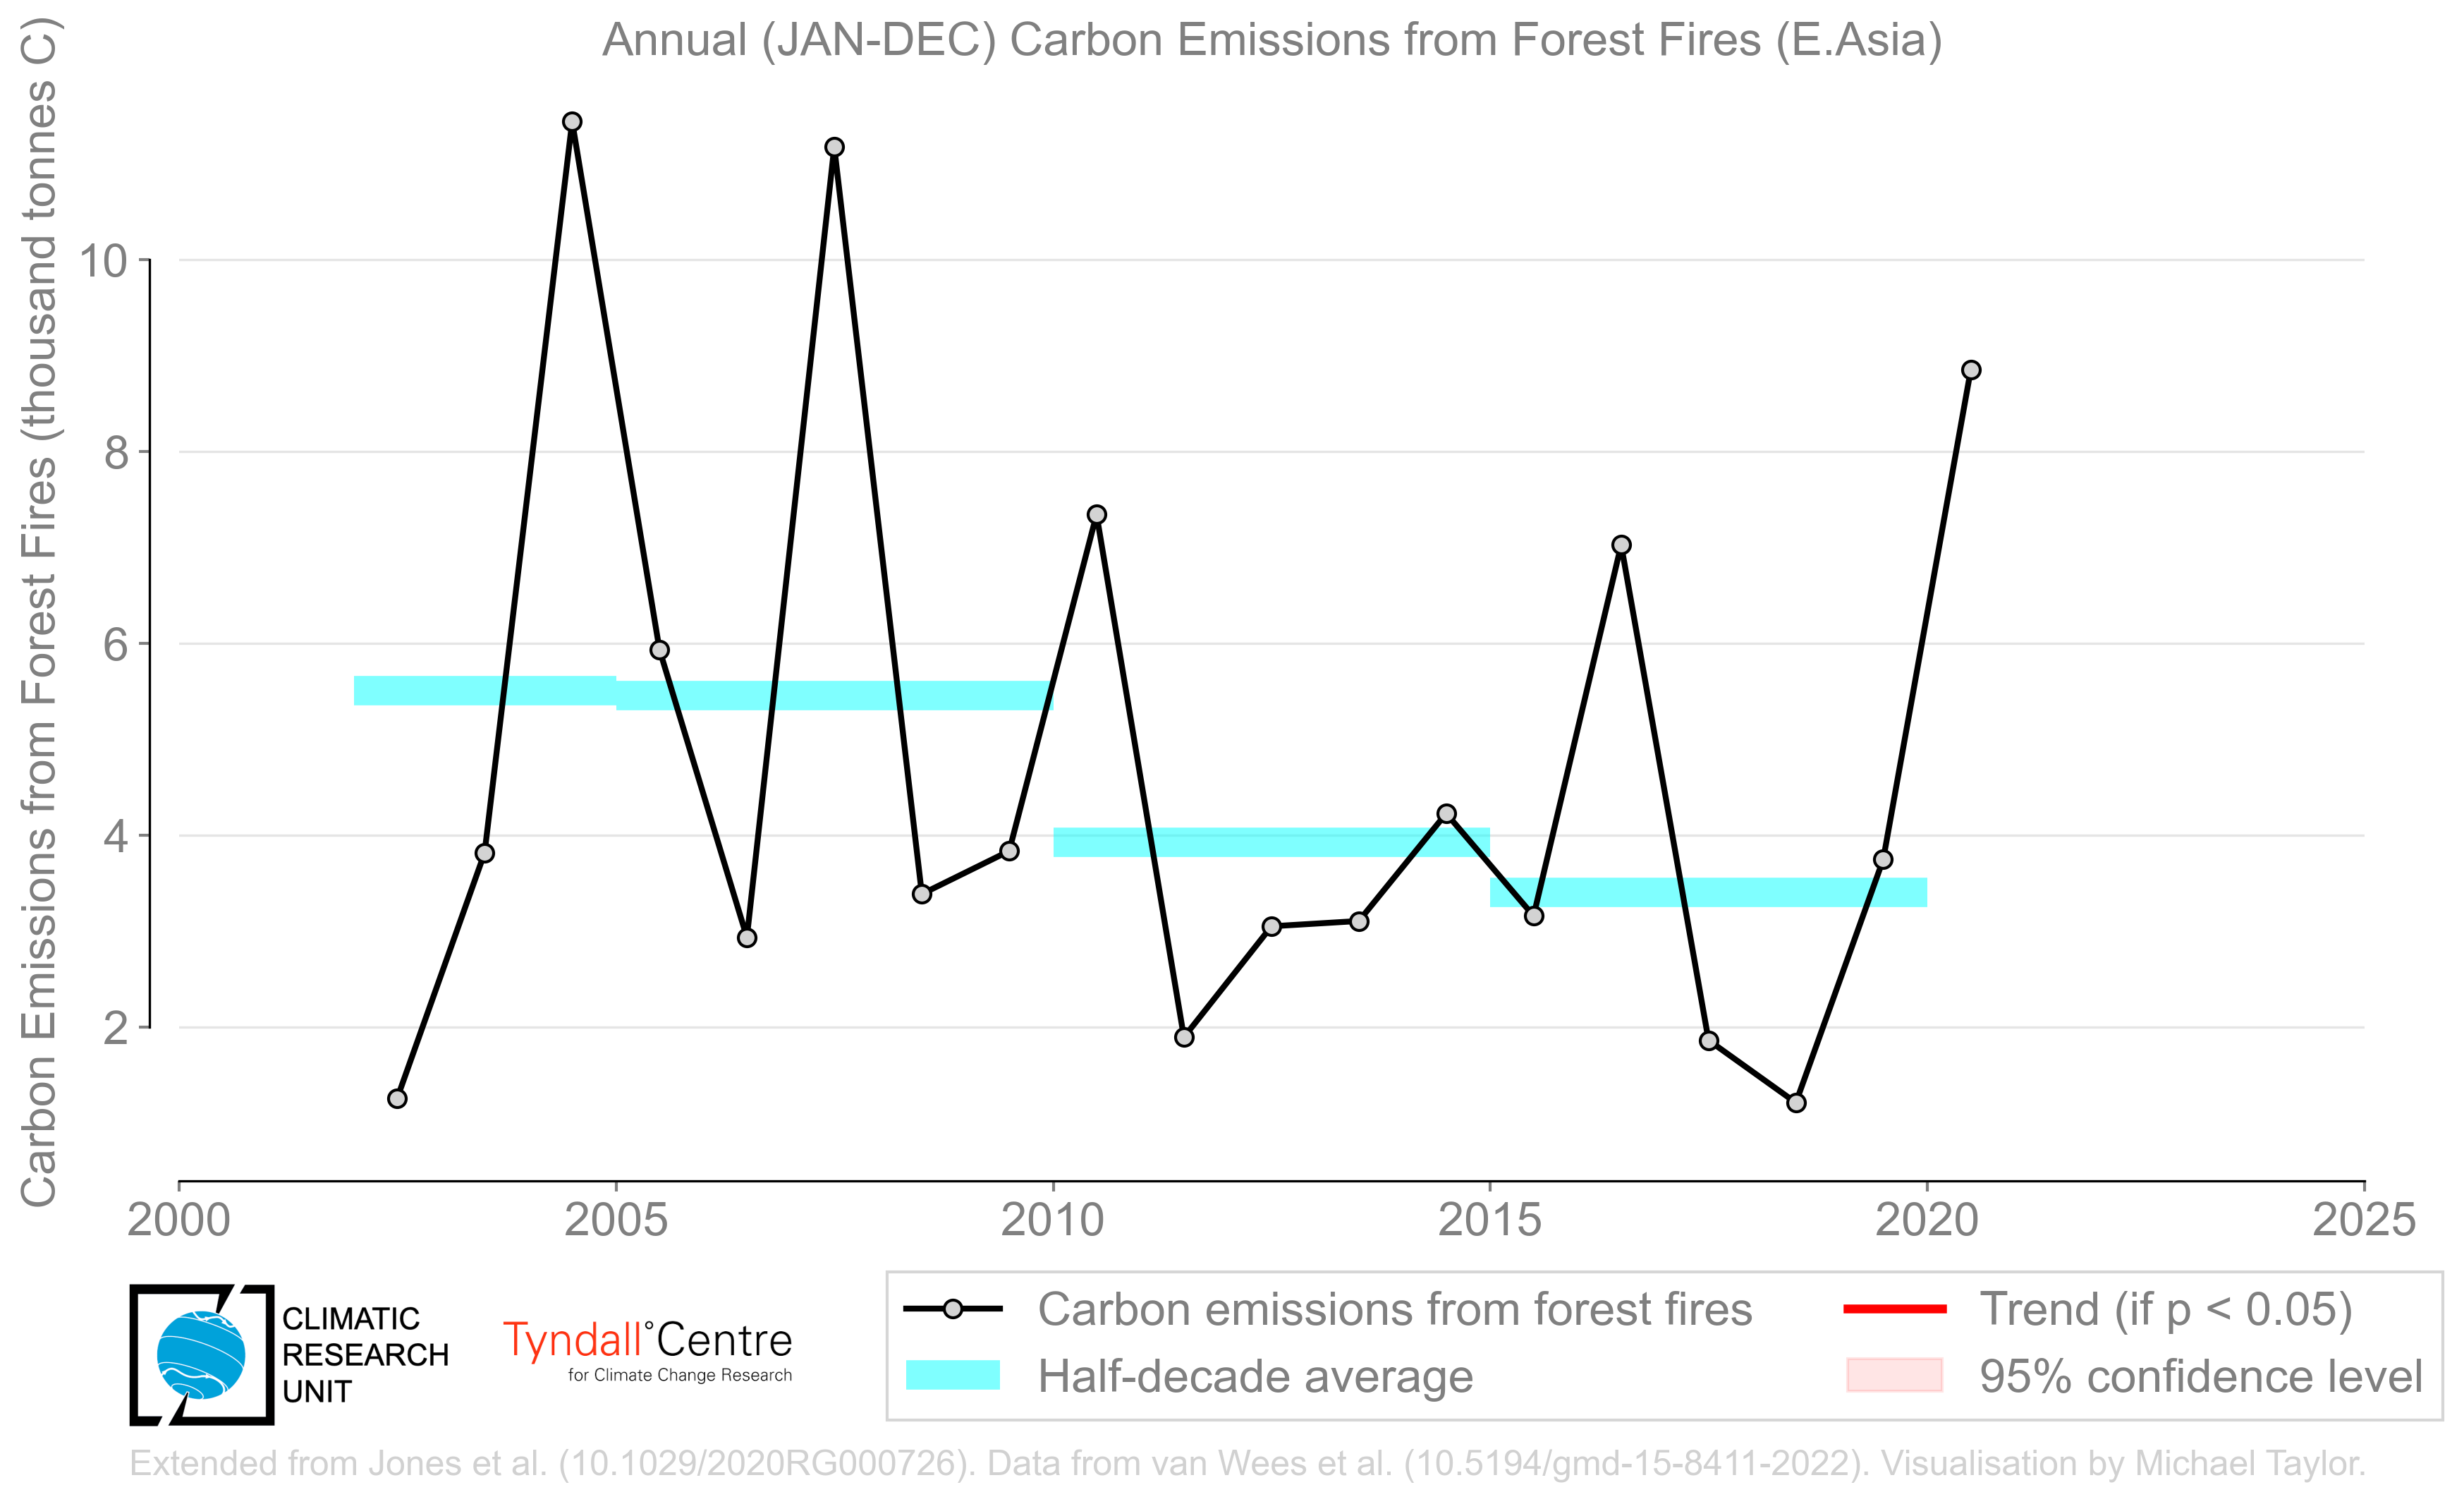 Annual (JAN-DEC) Carbon Emissions from Forest Fires (E.Asia)
Carbon Emissions from Forest Fires (thousand tonnes C)
10
8
6
4
2
2000
2005
2010
2015
2020
2025
CLIMATIC
RESEARCH
UNIT
Tyndall°Centre
for Climate Change Research
Carbon emissions from forest fires
Half-decade average
Trend (if p < 0.05)
95% confidence level
Extended from Jones et al. (10.1029/2020RG000726). Data from van Wees et al. (10.5194/gmd-15-8411-2022). Visualisation by Michael Taylor.